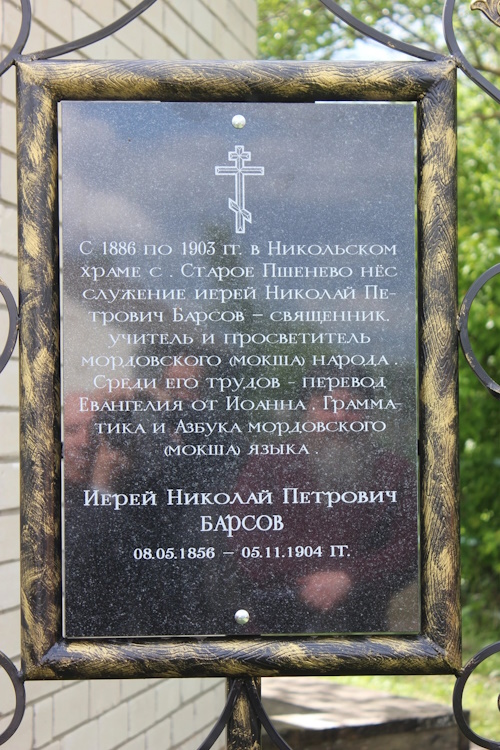 С 1886 по 1903 гг. в Никольском
храме с . Старое Пшенево нёс
служение иерей Николай Пе-
трович Барсов – священник.
учитель и просветитель
мордовского (мокша) народа .
Среди его трудов - перевод
Евангелия от Иоанна . Грамма-
тика и Азбука мордовского
(мокша) языка .
Иерей Николай Петрович
БАРСОВ
08.05.1856 – 05.11.1904 гг.